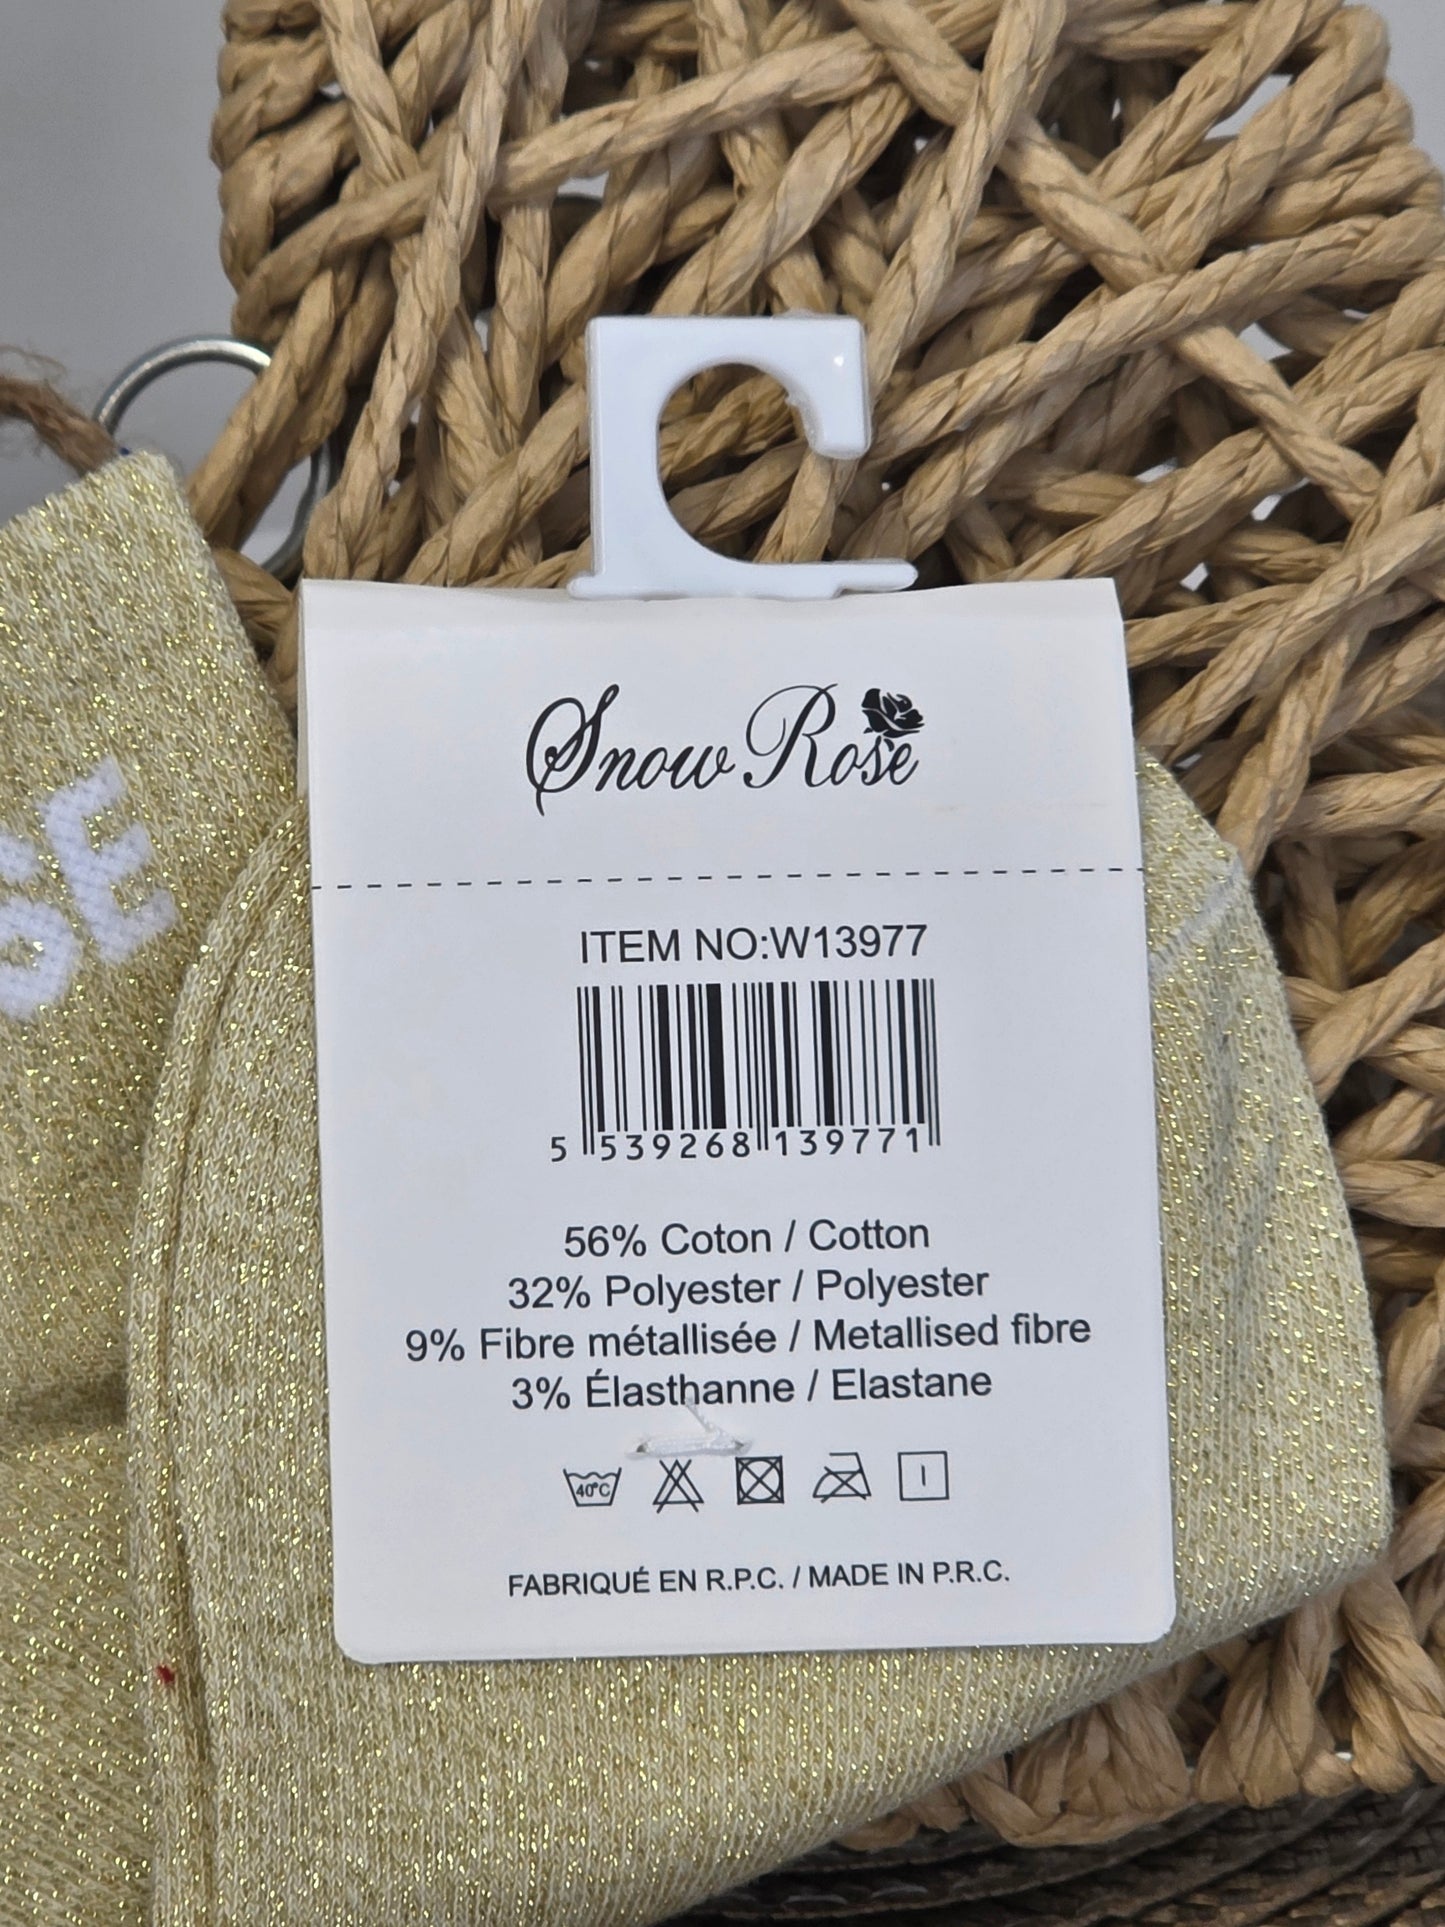 Snow Rose
ITEM NO:W13977
5 539268 139771
56% Coton / Cotton
32% Polyester / Polyester
9% Fibre métallisée / Metallised fibre
3% Élasthanne / Elastane
40°C
FABRIQUÉ EN R.P.C. / MADE IN P.R.C.
SE